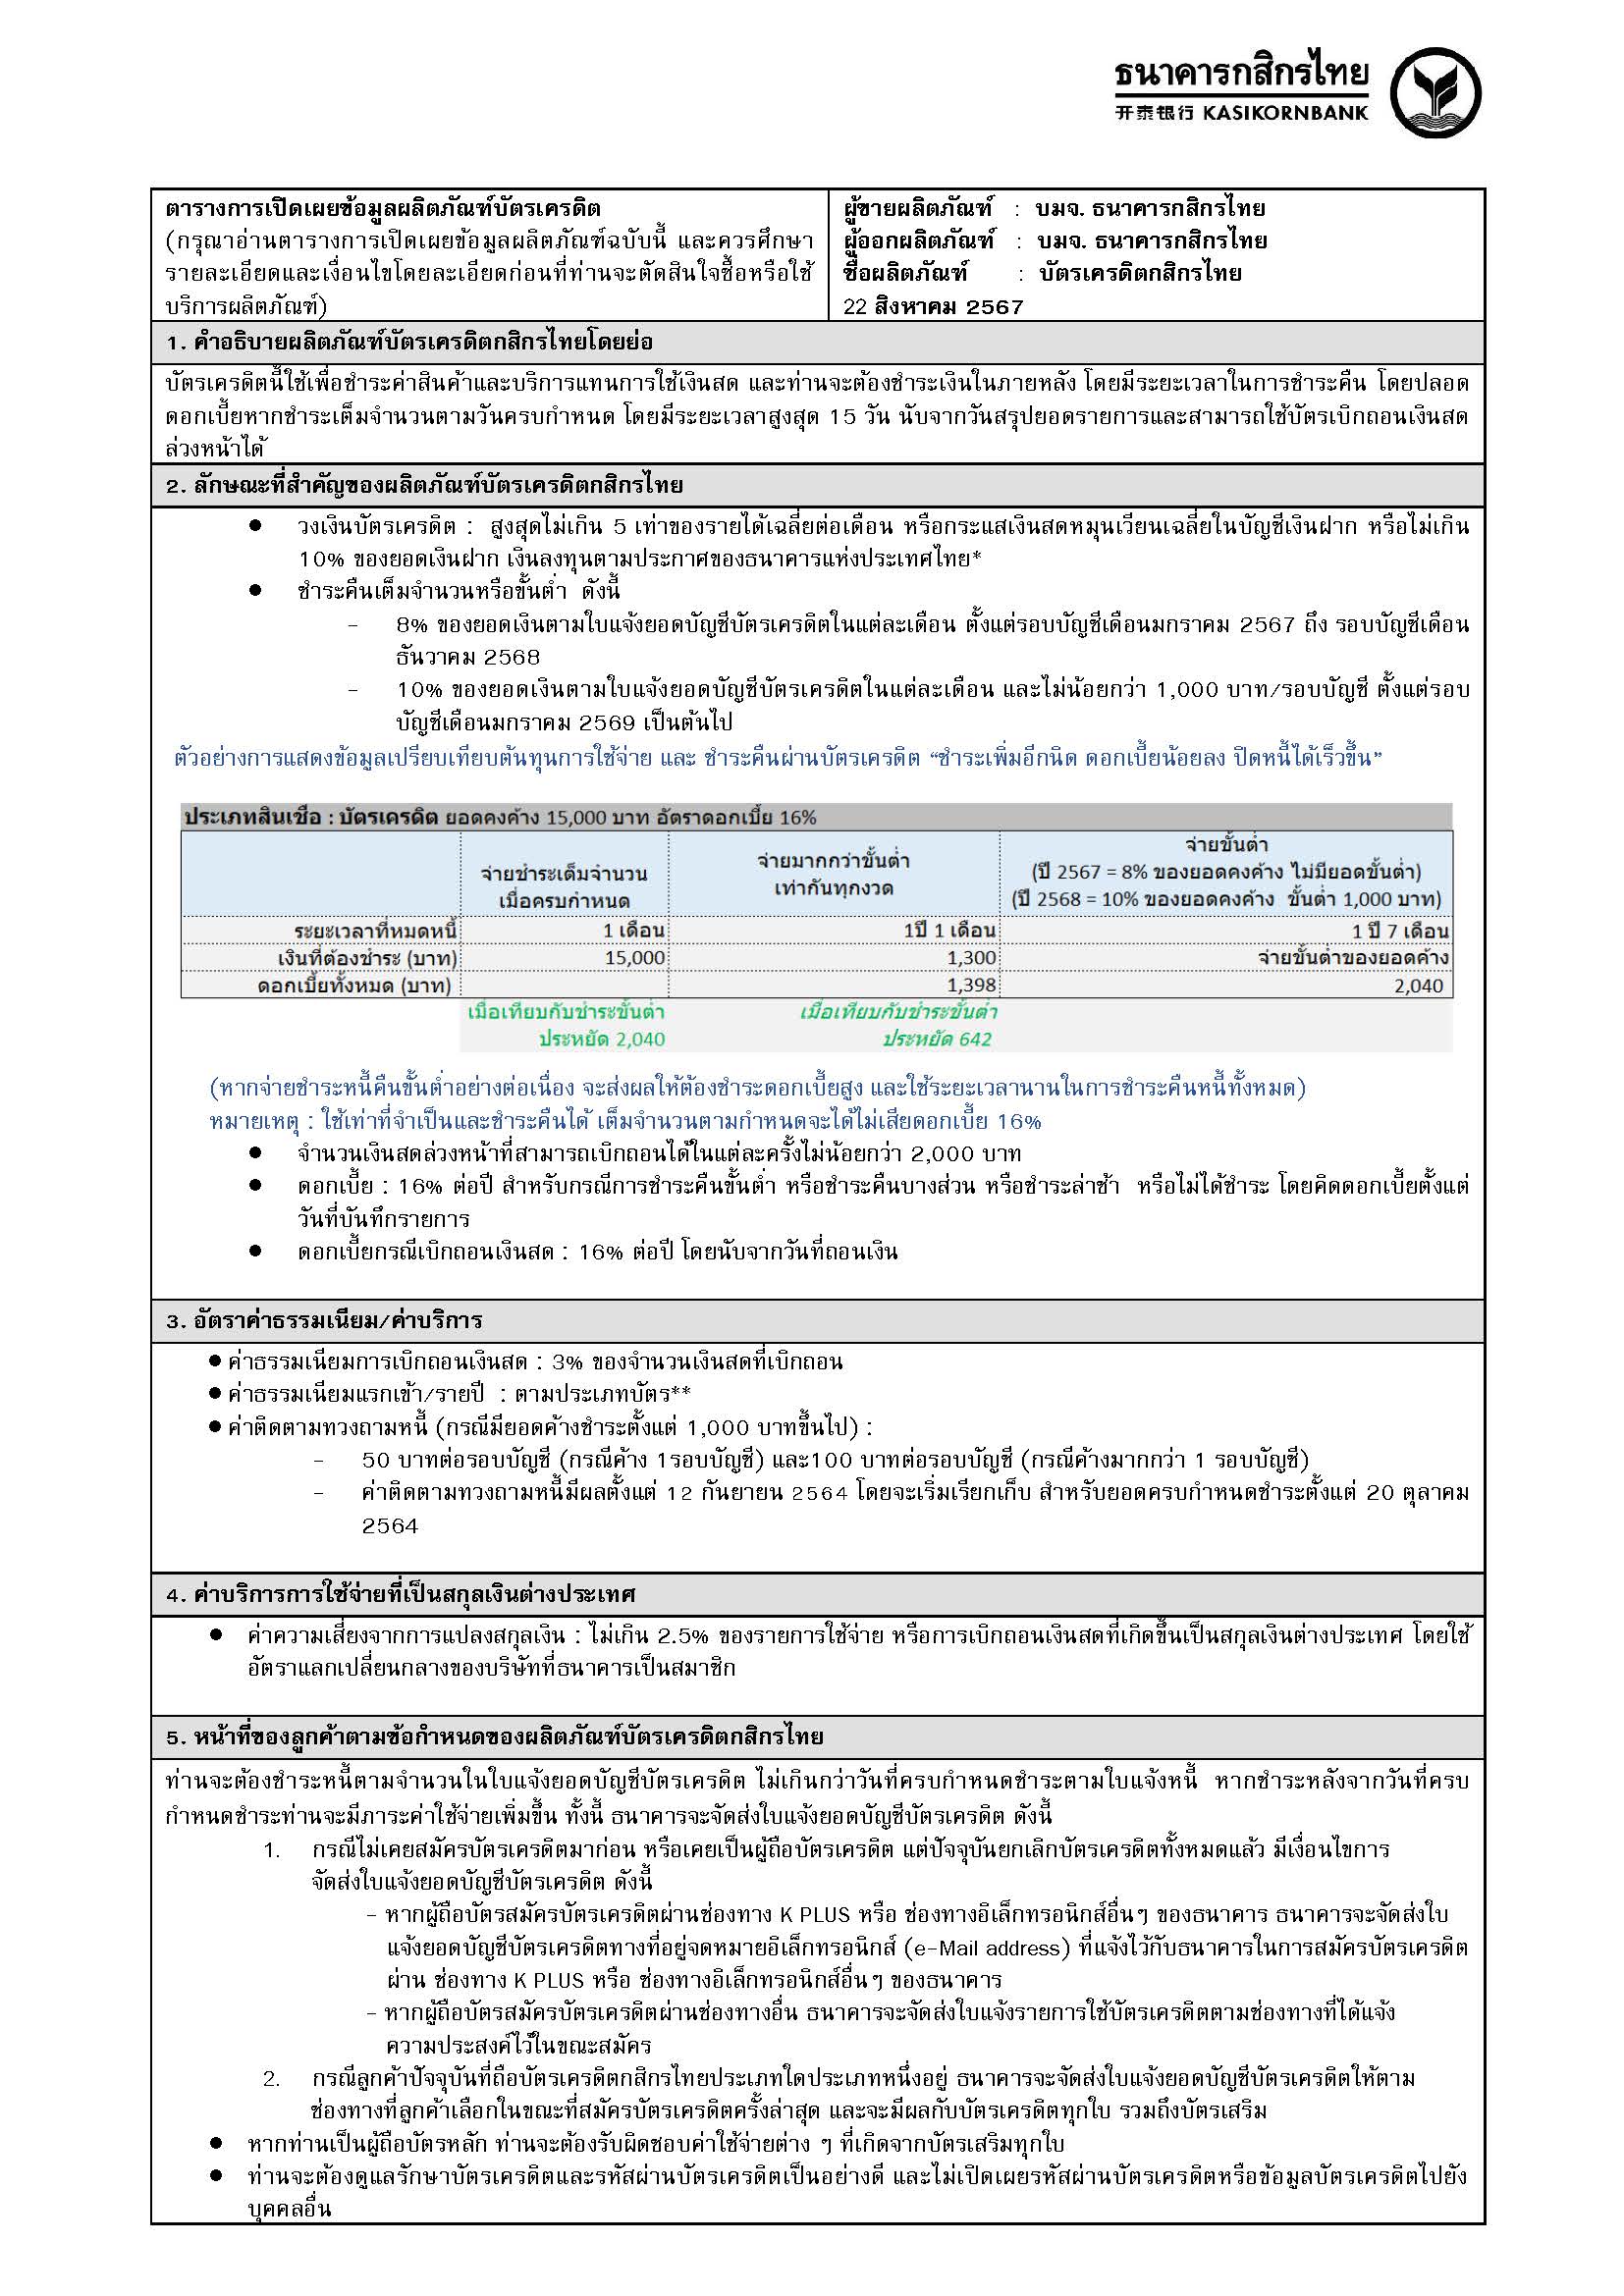 ธนาคารกสิกรไทย
开泰银行 KASIKORNBANK
ตารางการเปิดเผยข้อมูลผลิตภัณฑ์บัตรเครดิต
(กรุณาอ่านตารางการเปิดเผยข้อมูลผลิตภัณฑ์ฉบับนี้ และควรศึกษา
รายละเอียดและเงื่อนไขโดยละเอียดก่อนที่ท่านจะตัดสินใจซื้อหรือใช้
บริการผลิตภัณฑ์)
ผู้ขายผลิตภัณฑ์ : บมจ. ธนาคารกสิกรไทย
ผู้ออกผลิตภัณฑ์ : บมจ. ธนาคารกสิกรไทย
ชื่อผลิตภัณฑ์ : บัตรเครดิตกสิกรไทย
22 สิงหาคม 2567
1. คำอธิบายผลิตภัณฑ์บัตรเครดิตกสิกรไทยโดยย่อ
บัตรเครดิตนี้ใช้เพื่อชำระค่าสินค้าและบริการแทนการใช้เงินสด และท่านจะต้องชำระเงินในภายหลัง โดยมีระยะเวลาในการชำระคืน โดยปลอด
ดอกเบี้ยหากชำระเต็มจำนวนตามวันครบกำหนด โดยมีระยะเวลาสูงสุด 15 วัน นับจากวันสรุปยอดรายการและสามารถใช้บัตรเบิกถอนเงินสด
ล่วงหน้าได้
2. ลักษณะที่สำคัญของผลิตภัณฑ์บัตรเครดิตกสิกรไทย
● วงเงินบัตรเครดิต : สูงสุดไม่เกิน 5 เท่าของรายได้เฉลี่ยต่อเดือน หรือกระแสเงินสดหมุนเวียนเฉลี่ยในบัญชีเงินฝาก หรือไม่เกิน
10% ของยอดเงินฝาก เงินลงทุนตามประกาศของธนาคารแห่งประเทศไทย*
● ชำระคืนเต็มจำนวนหรือขั้นต่ำ ดังนี้
- 8% ของยอดเงินตามใบแจ้งยอดบัญชีบัตรเครดิตในแต่ละเดือน ตั้งแต่รอบบัญชีเดือนมกราคม 2567 ถึง รอบบัญชีเดือน
ธันวาคม 2568
- 10% ของยอดเงินตามใบแจ้งยอดบัญชีบัตรเครดิตในแต่ละเดือน และไม่น้อยกว่า 1,000 บาท/รอบบัญชี ตั้งแต่รอบ
บัญชีเดือนมกราคม 2569 เป็นต้นไป
ตัวอย่างการแสดงข้อมูลเปรียบเทียบต้นทุนการใช้จ่าย และ ชำระคืนผ่านบัตรเครดิต “ชำระเพิ่มอีกนิด ดอกเบี้ยน้อยลง ปิดหนี้ได้เร็วขึ้น”
ประเภทสินเชื่อ : บัตรเครดิต ยอดคงค้าง 15,000 บาท อัตราดอกเบี้ย 16%
จ่ายชำระเต็มจำนวน
เมื่อครบกำหนด
จ่ายมากกว่าขั้นต่ำ
เท่ากันทุกงวด
จ่ายขั้นต่ำ
(ปี 2567 = 8% ของยอดคงค้าง ไม่มียอดขั้นต่ำ)
(ปี 2568 = 10% ของยอดคงค้าง ขั้นต่ำ 1,000 บาท)
ระยะเวลาที่หมดหนี้ 1 เดือน 1ปี 1 เดือน 1 ปี 7 เดือน
เงินที่ต้องชำระ (บาท) 15,000 1,300 จ่ายขั้นต่ำของยอดค้าง
ดอกเบี้ยทั้งหมด (บาท) 1,398 2,040
เมื่อเทียบกับชำระขั้นต่ำ เมื่อเทียบกับชำระขั้นต่ำ
ประหยัด 2,040 ประหยัด 642
(หากจ่ายชำระหนี้คืนขั้นต่ำอย่างต่อเนื่อง จะส่งผลให้ต้องชำระดอกเบี้ยสูง และใช้ระยะเวลานานในการชำระคืนหนี้ทั้งหมด)
หมายเหตุ : ใช้เท่าที่จำเป็นและชำระคืนได้ เต็มจำนวนตามกำหนดจะได้ไม่เสียดอกเบี้ย 16%
● จำนวนเงินสดล่วงหน้าที่สามารถเบิกถอนได้ในแต่ละครั้งไม่น้อยกว่า 2,000 บาท
● ดอกเบี้ย : 16% ต่อปี สำหรับกรณีการชำระคืนขั้นต่ำ หรือชำระคืนบางส่วน หรือชำระล่าช้า หรือไม่ได้ชำระ โดยคิดดอกเบี้ยตั้งแต่
วันที่บันทึกรายการ
● ดอกเบี้ยกรณีเบิกถอนเงินสด : 16% ต่อปี โดยนับจากวันที่ถอนเงิน
3. อัตราค่าธรรมเนียม/ค่าบริการ
● ค่าธรรมเนียมการเบิกถอนเงินสด : 3% ของจำนวนเงินสดที่เบิกถอน
● ค่าธรรมเนียมแรกเข้า/รายปี : ตามประเภทบัตร**
● ค่าติดตามทวงถามหนี้ (กรณีมียอดค้างชำระตั้งแต่ 1,000 บาทขึ้นไป) :
- 50 บาทต่อรอบบัญชี (กรณีค้าง 1รอบบัญชี) และ100 บาทต่อรอบบัญชี (กรณีค้างมากกว่า 1 รอบบัญชี)
- ค่าติดตามทวงถามหนี้มีผลตั้งแต่ 12 กันยายน 2564 โดยจะเริ่มเรียกเก็บ สำหรับยอดครบกำหนดชำระตั้งแต่ 20 ตุลาคม
2564
4. ค่าบริการการใช้จ่ายที่เป็นสกุลเงินต่างประเทศ
● ค่าความเสี่ยงจากการแปลงสกุลเงิน : ไม่เกิน 2.5% ของรายการใช้จ่าย หรือการเบิกถอนเงินสดที่เกิดขึ้นเป็นสกุลเงินต่างประเทศ โดยใช้
อัตราแลกเปลี่ยนกลางของบริษัทที่ธนาคารเป็นสมาชิก
5. หน้าที่ของลูกค้าตามข้อกำหนดของผลิตภัณฑ์บัตรเครดิตกสิกรไทย
ท่านจะต้องชำระหนี้ตามจำนวนในใบแจ้งยอดบัญชีบัตรเครดิต ไม่เกินกว่าวันที่ครบกำหนดชำระตามใบแจ้งหนี้ หากชำระหลังจากวันที่ครบ
กำหนดชำระท่านจะมีภาระค่าใช้จ่ายเพิ่มขึ้น ทั้งนี้ ธนาคารจะจัดส่งใบแจ้งยอดบัญชีบัตรเครดิต ดังนี้
1. กรณีไม่เคยสมัครบัตรเครดิตมาก่อน หรือเคยเป็นผู้ถือบัตรเครดิต แต่ปัจจุบันยกเลิกบัตรเครดิตทั้งหมดแล้ว มีเงื่อนไขการ
จัดส่งใบแจ้งยอดบัญชีบัตรเครดิต ดังนี้
- หากผู้ถือบัตรสมัครบัตรเครดิตผ่านช่องทาง K PLUS หรือ ช่องทางอิเล็กทรอนิกส์อื่นๆ ของธนาคาร ธนาคารจะจัดส่งใบ
แจ้งยอดบัญชีบัตรเครดิตทางที่อยู่จดหมายอิเล็กทรอนิกส์ (e-Mail address) ที่แจ้งไว้กับธนาคารในการสมัครบัตรเครดิต
ผ่าน ช่องทาง K PLUS หรือ ช่องทางอิเล็กทรอนิกส์อื่นๆ ของธนาคาร
- หากผู้ถือบัตรสมัครบัตรเครดิตผ่านช่องทางอื่น ธนาคารจะจัดส่งใบแจ้งรายการใช้บัตรเครดิตตามช่องทางที่ได้แจ้ง
ความประสงค์ไว้ในขณะสมัคร
2. กรณีลูกค้าปัจจุบันที่ถือบัตรเครดิตกสิกรไทยประเภทใดประเภทหนึ่งอยู่ ธนาคารจะจัดส่งใบแจ้งยอดบัญชีบัตรเครดิตให้ตาม
ช่องทางที่ลูกค้าเลือกในขณะที่สมัครบัตรเครดิตครั้งล่าสุด และจะมีผลกับบัตรเครดิตทุกใบ รวมถึงบัตรเสริม
● หากท่านเป็นผู้ถือบัตรหลัก ท่านจะต้องรับผิดชอบค่าใช้จ่ายต่าง ๆ ที่เกิดจากบัตรเสริมทุกใบ
● ท่านจะต้องดูแลรักษาบัตรเครดิตและรหัสผ่านบัตรเครดิตเป็นอย่างดี และไม่เปิดเผยรหัสผ่านบัตรเครดิตหรือข้อมูลบัตรเครดิตไปยัง
บุคคลอื่น